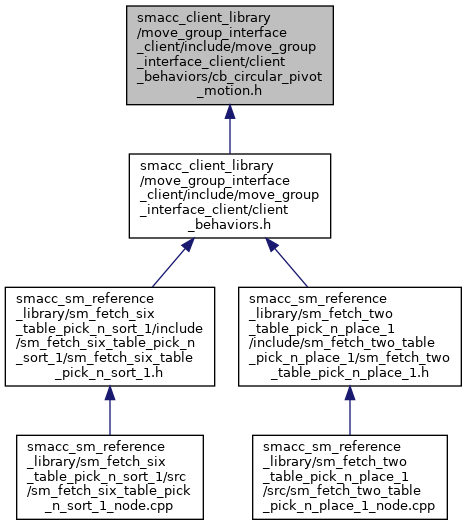 smacc_client_library
/move_group_interface
_client/include/move_group
_interface_client/client
_behaviors/cb_circular_pivot
_motion.h
smacc_client_library
/move_group_interface
_client/include/move_group
_interface_client/client
_behaviors.h
smacc_sm_reference
_library/sm_fetch_six
_table_pick_n_sort_1/include
/sm_fetch_six_table_pick_n
_sort_1/sm_fetch_six_table
_pick_n_sort_1.h
smacc_sm_reference
_library/sm_fetch_two
_table_pick_n_place_1
/include/sm_fetch_two_table
_pick_n_place_1/sm_fetch_two
_table_pick_n_place_1.h
smacc_sm_reference
_library/sm_fetch_six
_table_pick_n_sort_1/src
/sm_fetch_six_table_pick
_n_sort_1_node.cpp
smacc_sm_reference
_library/sm_fetch_two
_table_pick_n_place_1
/src/sm_fetch_two_table
_pick_n_place_1_node.cpp